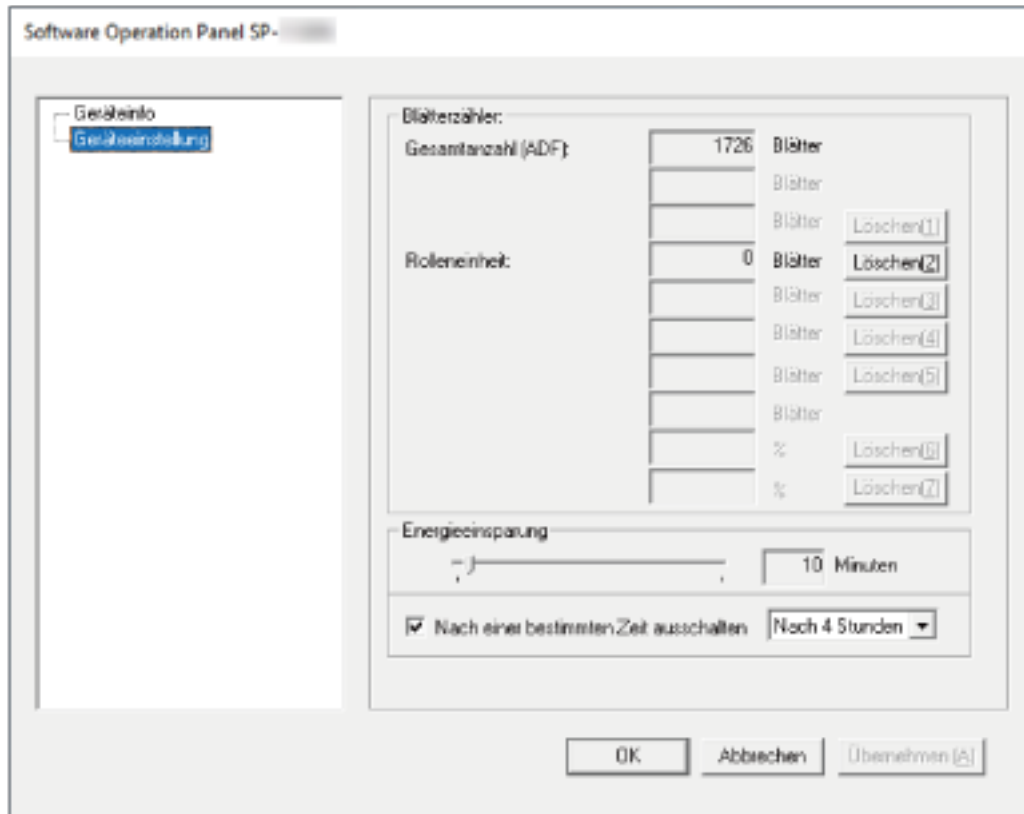 Software Operation Panel SP-
Geräteinfo
Geräteeinstellung
Blätterzähler:
Gesamtanzahl (ADF): 1726 Blätter
Blätter
Blätter Löschen(1)
Rolleneinheit: 0 Blätter Löschen(2)
Blätter Löschen(3)
Blätter Löschen(4)
Blätter Löschen(5)
Blätter
% Löschen(6)
% Löschen(7)
Energieeinsparung
10 Minuten
Nach einer bestimmten Zeit ausschalten Nach 4 Stunden
OK Abbrechen Übernehmen (A)